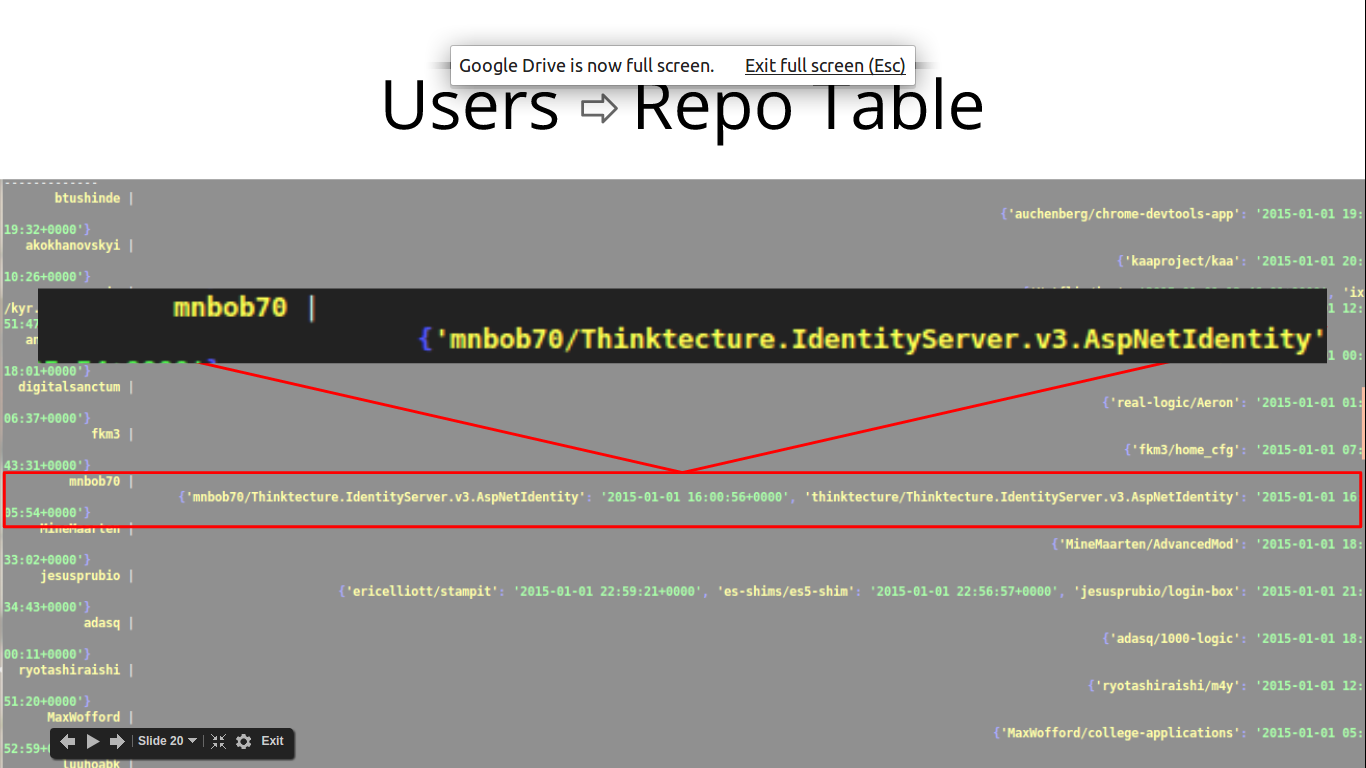 Google Drive is now full screen. Exit full screen (Esc)
Users ⇨ Repo Table
-------------
btushinde |
{'auchenberg/chrome-devtools-app': '2015-01-01 19:
19:32+0000'}
akokhanovskyi |
{'kaaproject/kaa': '2015-01-01 20:
10:26+0000'}
, 'ix
/kyr.
1 12:
51:47
mnbob70 |
{'mnbob70/Thinktecture.IdentityServer.v3.AspNetIdentity'
an
1 00:
18:01+0000'}
digitalsanctum |
{'real-logic/Aeron': '2015-01-01 01:
06:37+0000'}
fkm3 |
{'fkm3/home_cfg': '2015-01-01 07:
43:31+0000'}
mnbob70 |
{'mnbob70/Thinktecture.IdentityServer.v3.AspNetIdentity': '2015-01-01 16:00:56+0000', 'thinktecture/Thinktecture.IdentityServer.v3.AspNetIdentity': '2015-01-01 16
05:54+0000'}
MineMaarten |
{'MineMaarten/AdvancedMod': '2015-01-01 18:
33:02+0000'}
jesusprubio |
{'ericelliott/stampit': '2015-01-01 22:59:21+0000', 'es-shims/es5-shim': '2015-01-01 22:56:57+0000', 'jesusprubio/login-box': '2015-01-01 21:
34:43+0000'}
adasq |
{'adasq/1000-logic': '2015-01-01 18:
00:11+0000'}
ryotashiraishi |
{'ryotashiraishi/m4y': '2015-01-01 12:
51:20+0000'}
MaxWofford |
{'MaxWofford/college-applications': '2015-01-01 05:
52:59+0
Slide 20 Exit
luuhoabk |